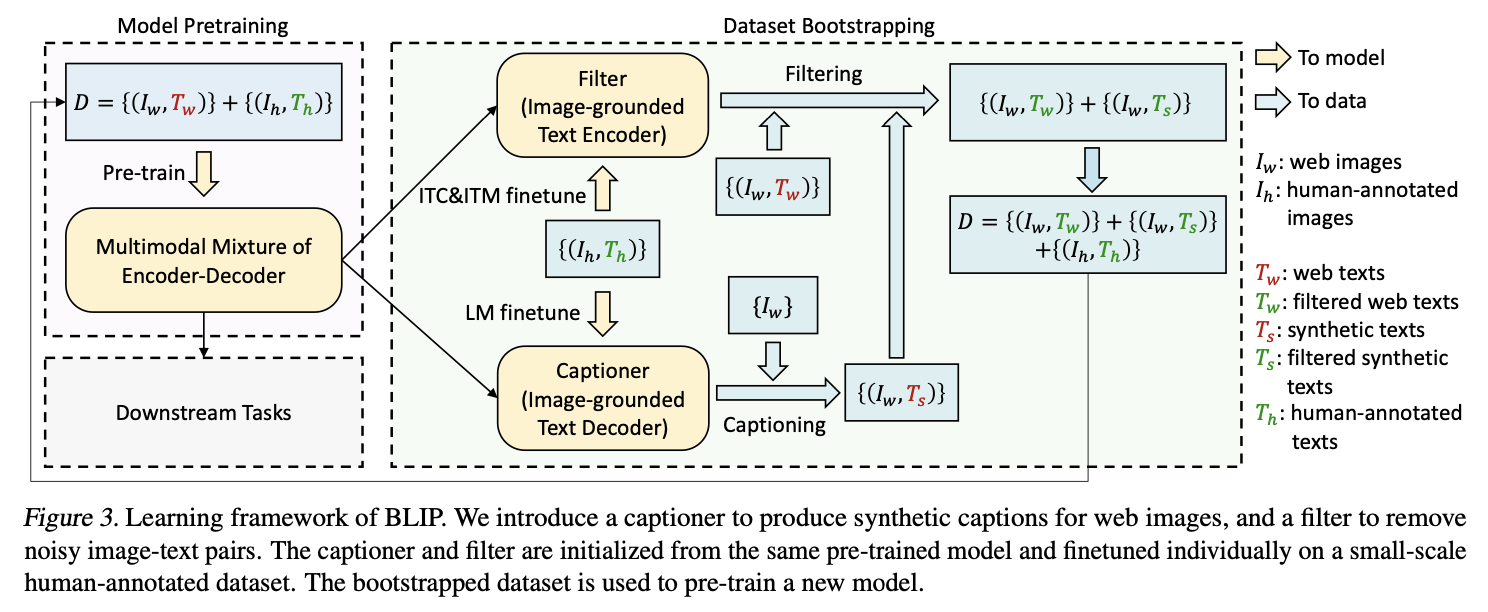 Model Pretraining
D = {(I_w, T_w)} + {(I_h, T_h)}
Pre-train
Multimodal Mixture of
Encoder-Decoder
Downstream Tasks
Dataset Bootstrapping
Filter
(Image-grounded
Text Encoder)
ITC&ITM finetune
{(I_h, T_h)}
LM finetune
Captioner
(Image-grounded
Text Decoder)
Filtering
{(I_w, T_w)}
{I_w}
Captioning
{(I_w, T_s)}
{(I_w, T_w)} + {(I_w, T_s)}
D = {(I_w, T_w)} + {(I_w, T_s)}
+{(I_h, T_h)}
To model
To data
I_w: web images
I_h: human-annotated
images
T_w: web texts
T_w: filtered web texts
T_s: synthetic texts
T_s: filtered synthetic
texts
T_h: human-annotated
texts
Figure 3. Learning framework of BLIP. We introduce a captioner to produce synthetic captions for web images, and a filter to remove
noisy image-text pairs. The captioner and filter are initialized from the same pre-trained model and finetuned individually on a small-scale
human-annotated dataset. The bootstrapped dataset is used to pre-train a new model.